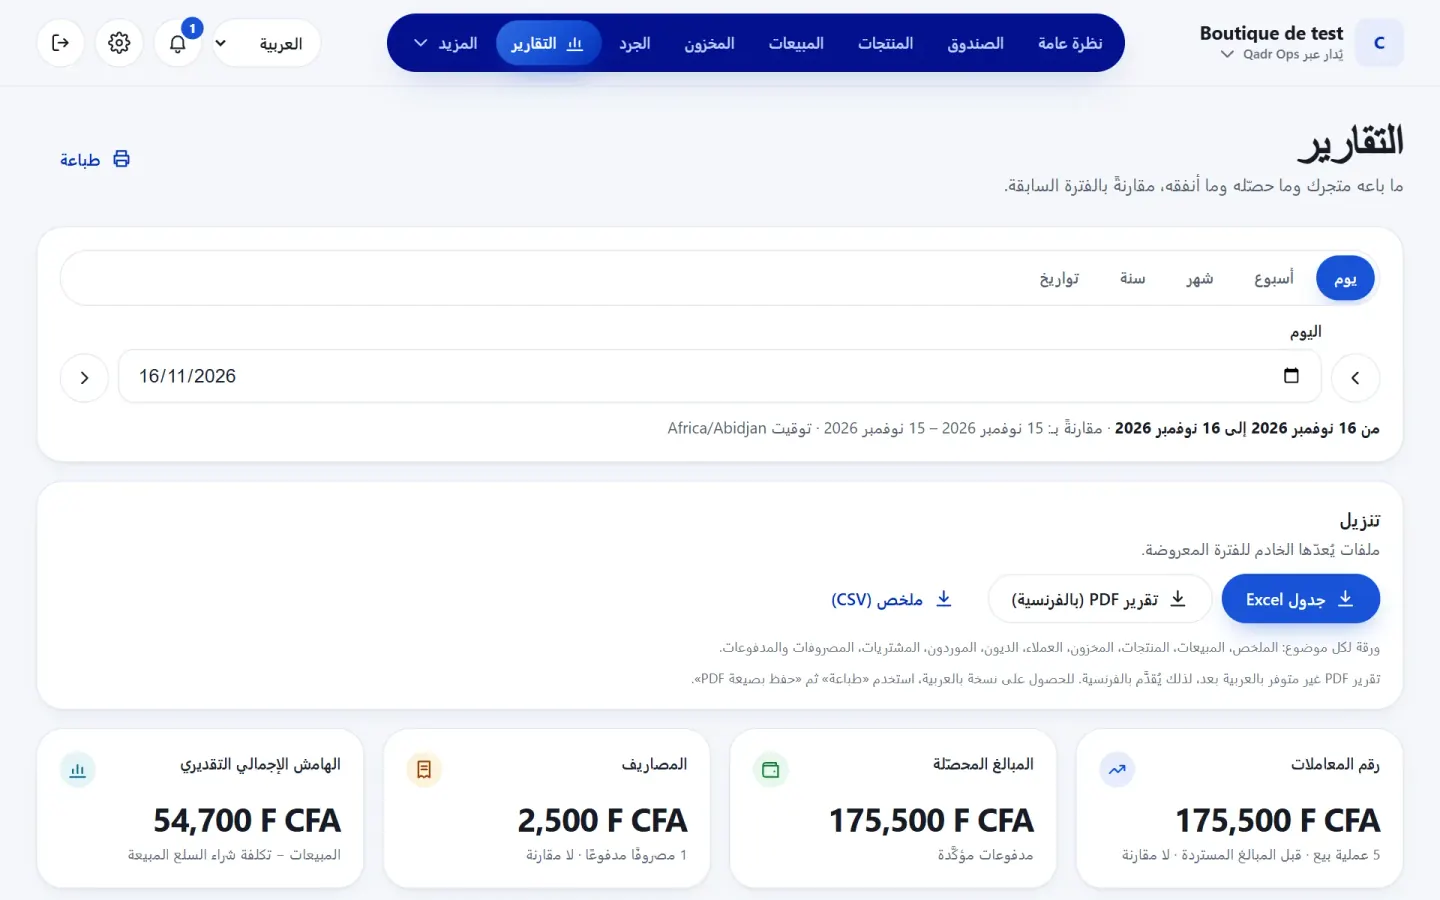 Boutique de test
يُدار عبر Qadr Ops
C
نظرة عامة
الصندوق
المنتجات
المبيعات
المخزون
الجرد
التقارير
المزيد
العربية
1
التقارير
ما باعه متجرك وما حصّله وما أنفقه، مقارنةً بالفترة السابقة.
طباعة
يوم
أسبوع
شهر
سنة
تواريخ
اليوم
16/11/2026
من 16 نوفمبر 2026 إلى 16 نوفمبر 2026 · مقارنةً بـ: 15 نوفمبر 2026 – 15 نوفمبر 2026 · توقيت Africa/Abidjan
تنزيل
ملفات يُعدّها الخادم للفترة المعروضة.
جدول Excel
تقرير PDF (بالفرنسية)
ملخص (CSV)
ورقة لكل موضوع: الملخص، المبيعات، المنتجات، المخزون، العملاء، الديون، الموردون، المشتريات، المصروفات والمدفوعات.
تقرير PDF غير متوفر بالعربية بعد، لذلك يُقدَّم بالفرنسية. للحصول على نسخة بالعربية، استخدم «طباعة» ثم «حفظ بصيغة PDF».
رقم المعاملات
175,500 F CFA
5 عملية بيع · قبل المبالغ المستردة · لا مقارنة
المبالغ المحصّلة
175,500 F CFA
مدفوعات مؤكَّدة
المصاريف
2,500 F CFA
1 مصروفًا مدفوعًا · لا مقارنة
الهامش الإجمالي التقديري
54,700 F CFA
المبيعات − تكلفة شراء السلع المبيعة